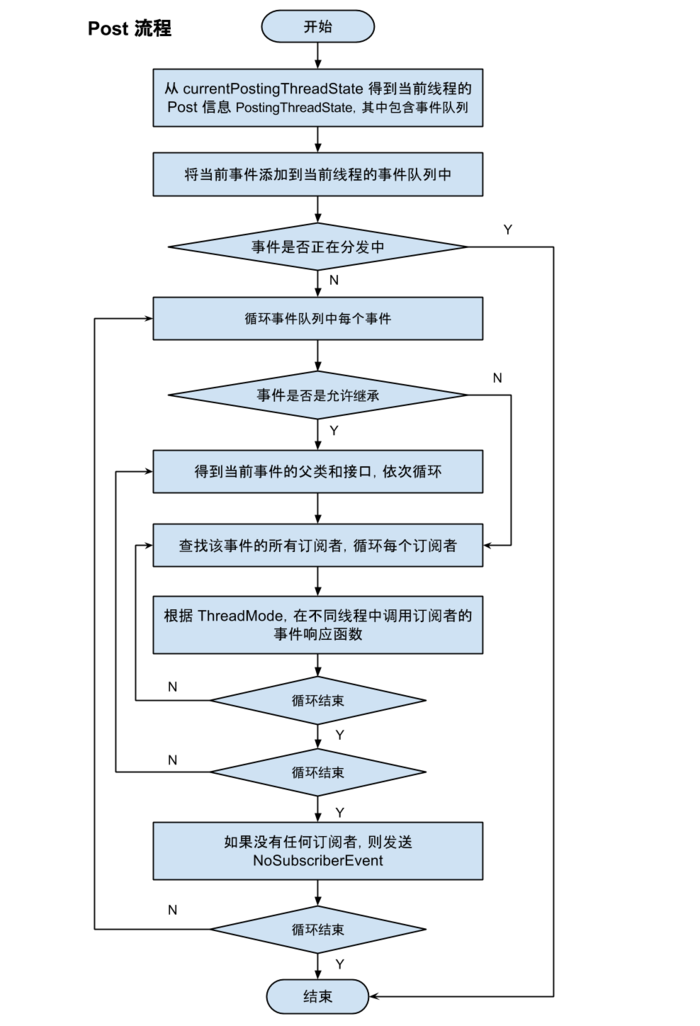 Post 流程
开始
从 currentPostingThreadState 得到当前线程的
Post 信息 PostingThreadState, 其中包含事件队列
将当前事件添加到当前线程的事件队列中
事件是否正在分发中
Y
N
循环事件队列中每个事件
事件是否是允许继承
N
Y
得到当前事件的父类和接口, 依次循环
查找该事件的所有订阅者, 循环每个订阅者
根据 ThreadMode, 在不同线程中调用订阅者的
事件响应函数
循环结束
N
Y
循环结束
N
Y
如果没有任何订阅者, 则发送
NoSubscriberEvent
循环结束
N
Y
结束